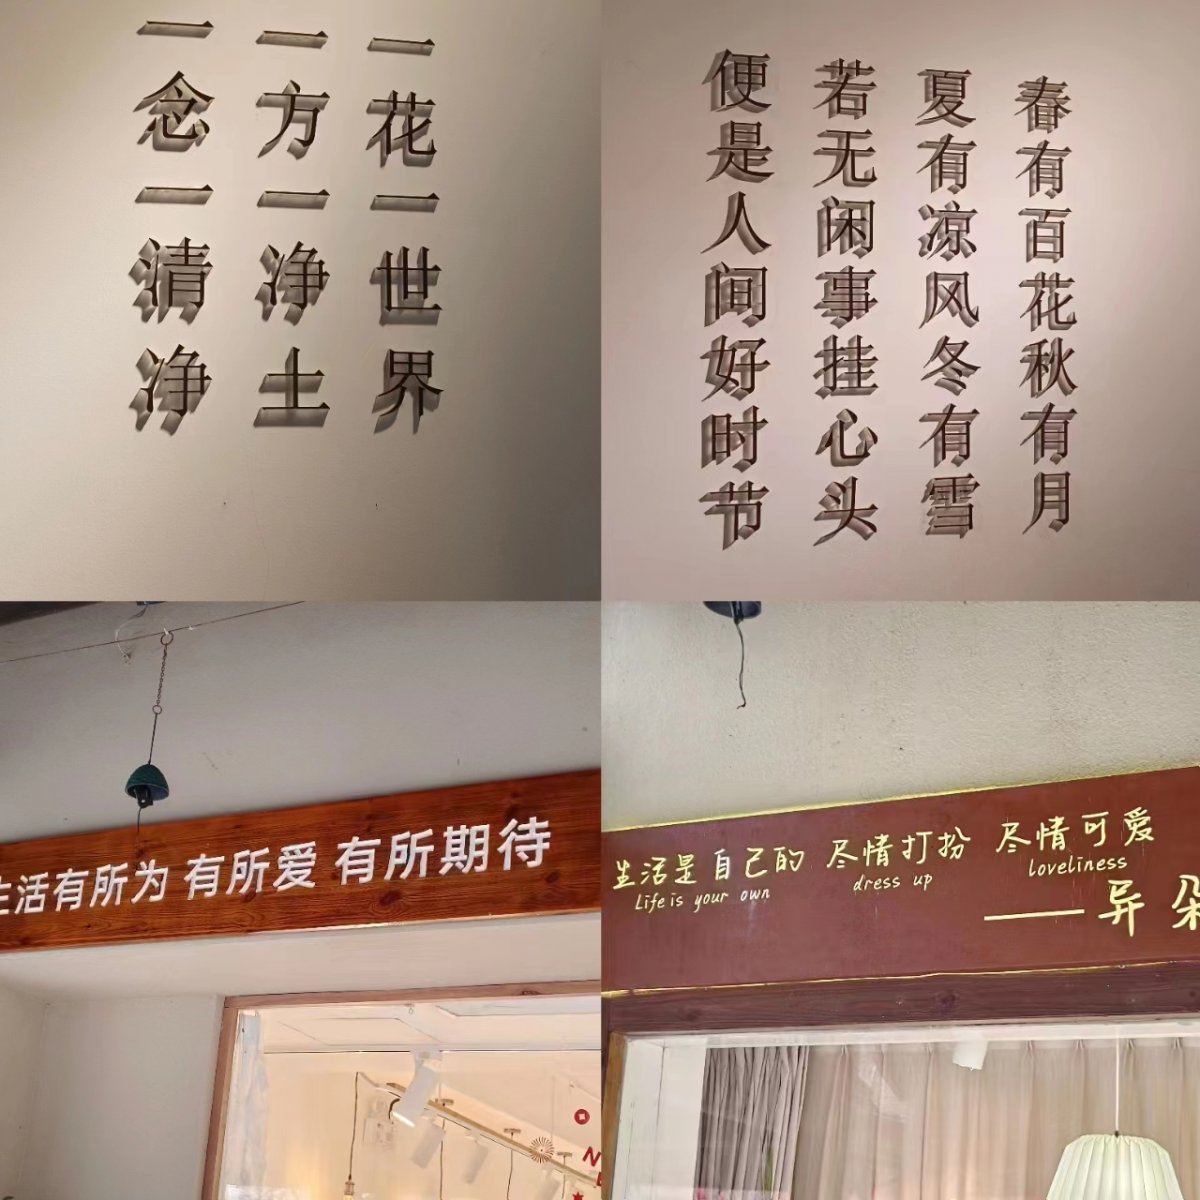 一花一世界
一方一净土
一念一清净
春有百花秋有月
夏有凉风冬有雪
若无闲事挂心头
便是人间好时节
生活有所为 有所爱 有所期待
生活是自己的 尽情打扮 尽情可爱
Life is your own dress up loveliness
——异朵
N